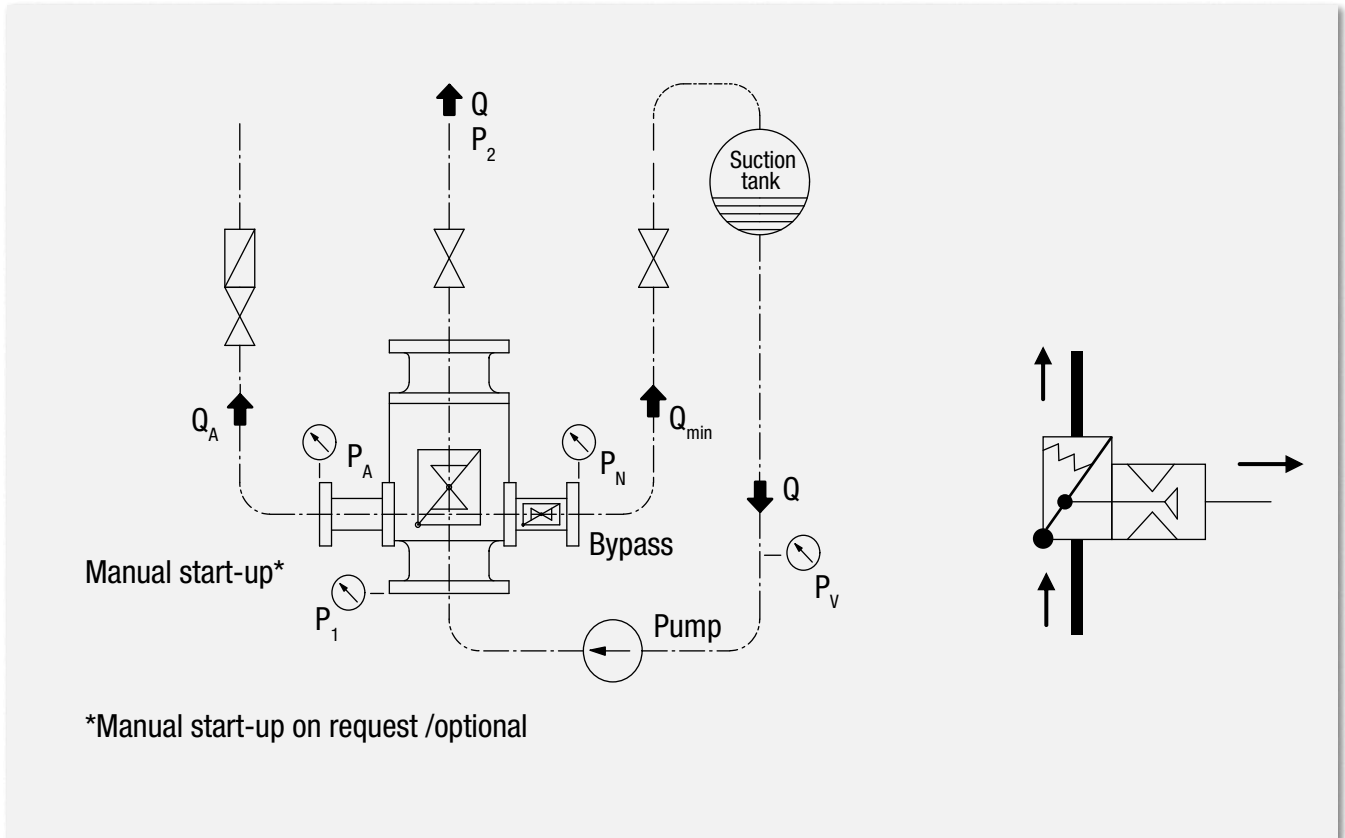 Q
P2
Suction
tank
QA
PA
PN
Qmin
Q
Bypass
Manual start-up*
PV
P1
Pump
*Manual start-up on request /optional